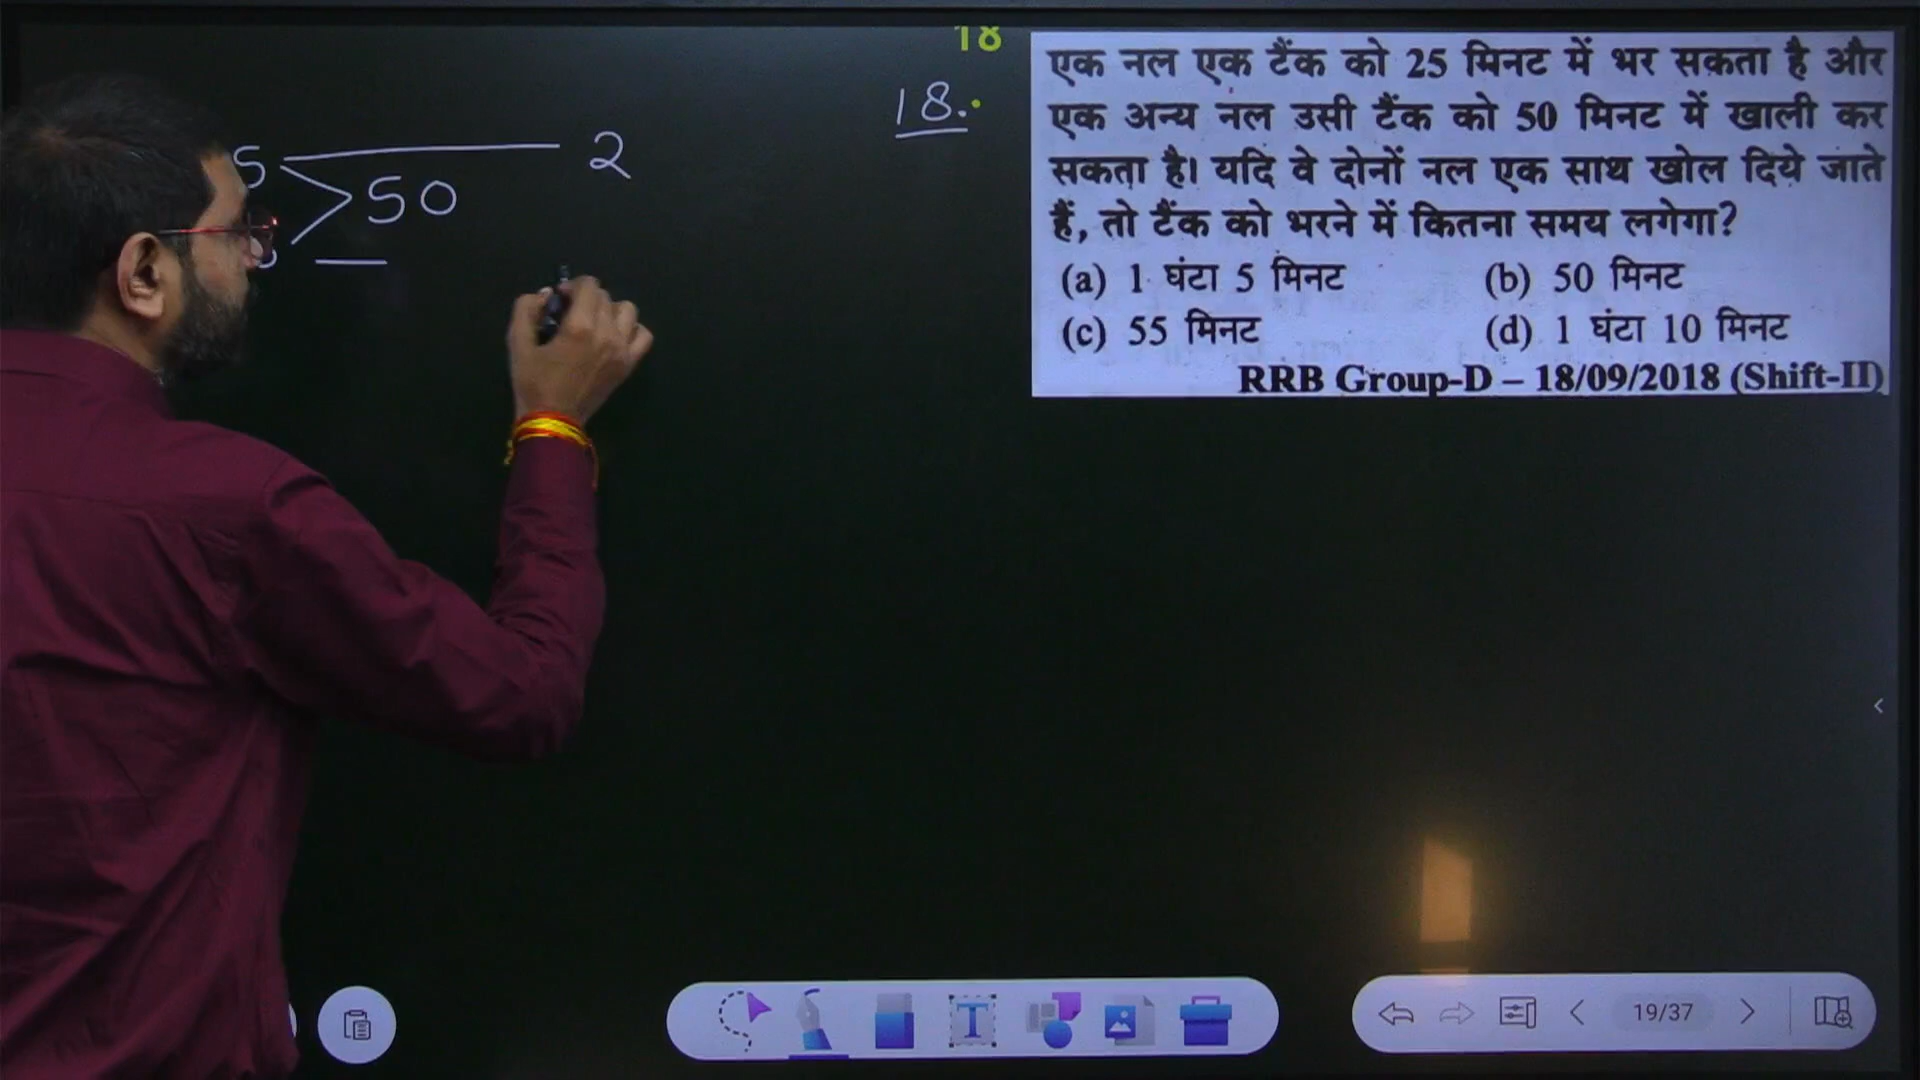 18
18.
एक नल एक टैंक को 25 मिनट में भर सकता है और
एक अन्य नल उसी टैंक को 50 मिनट में खाली कर
सकता है। यदि वे दोनों नल एक साथ खोल दिये जाते
हैं, तो टैंक को भरने में कितना समय लगेगा?
(a) 1 घंटा 5 मिनट (b) 50 मिनट
(c) 55 मिनट (d) 1 घंटा 10 मिनट
RRB Group-D – 18/09/2018 (Shift-II)
5 2
50
T
19/37